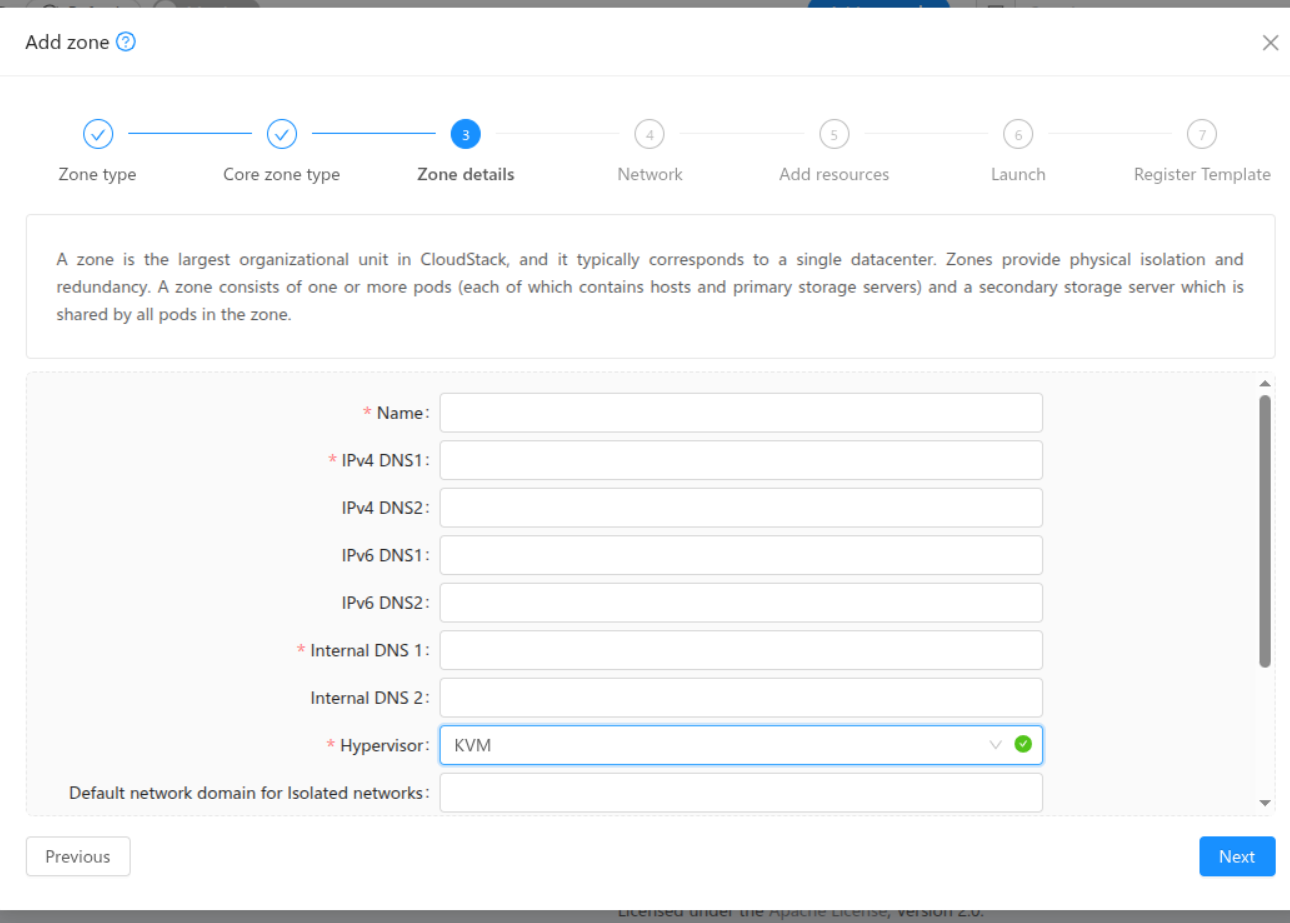 Add zone
3
4
5
6
7
Zone type
Core zone type
Zone details
Network
Add resources
Launch
Register Template
A zone is the largest organizational unit in CloudStack, and it typically corresponds to a single datacenter. Zones provide physical isolation and
redundancy. A zone consists of one or more pods (each of which contains hosts and primary storage servers) and a secondary storage server which is
shared by all pods in the zone.
* Name:
* IPv4 DNS1:
IPv4 DNS2:
IPv6 DNS1:
IPv6 DNS2:
* Internal DNS 1:
Internal DNS 2:
* Hypervisor: KVM
Default network domain for Isolated networks:
Previous
Next
Licensed under the Apache License, Version 2.0.